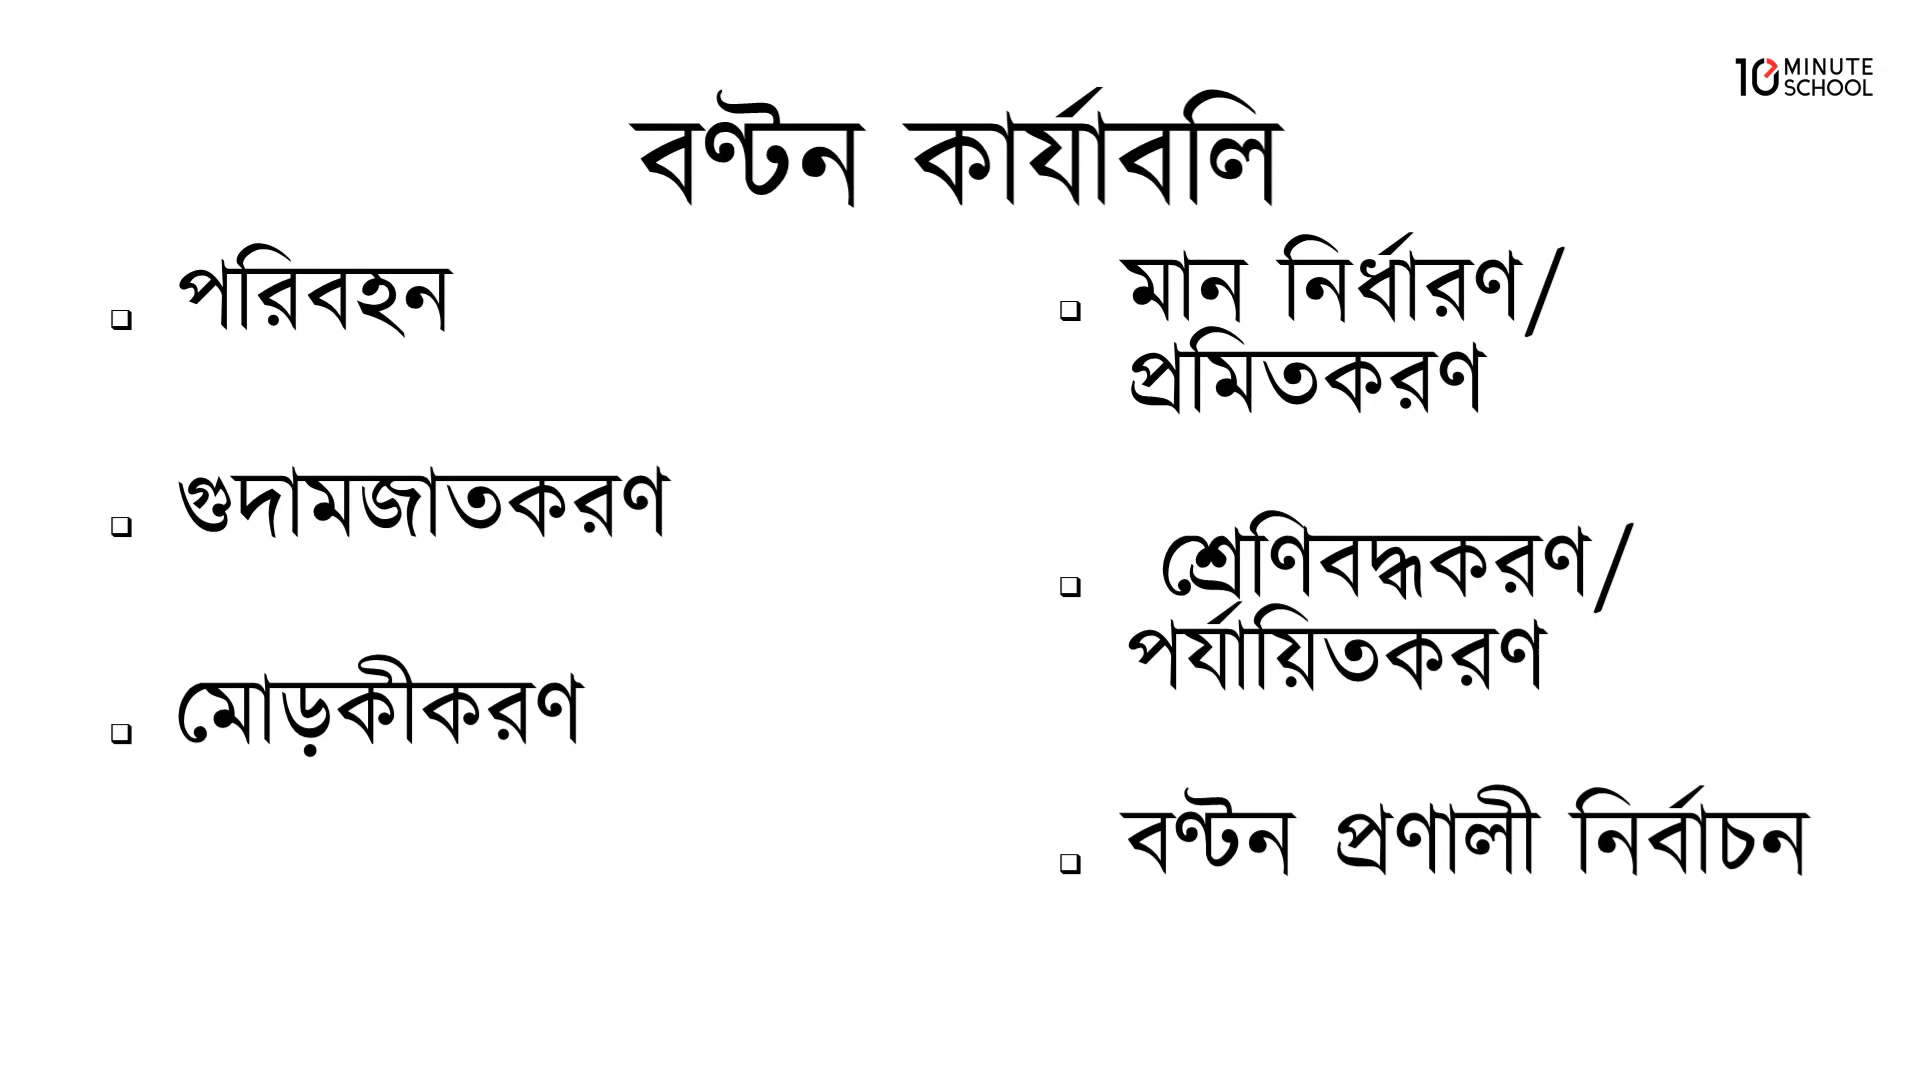 10 MINUTE
SCHOOL
বণ্টন কার্যাবলি
পরিবহন
গুদামজাতকরণ
মোড়কীকরণ
মান নির্ধারণ/
প্রমিতকরণ
শ্রেণিবদ্ধকরণ/
পর্যায়িতকরণ
বণ্টন প্রণালী নির্বাচন